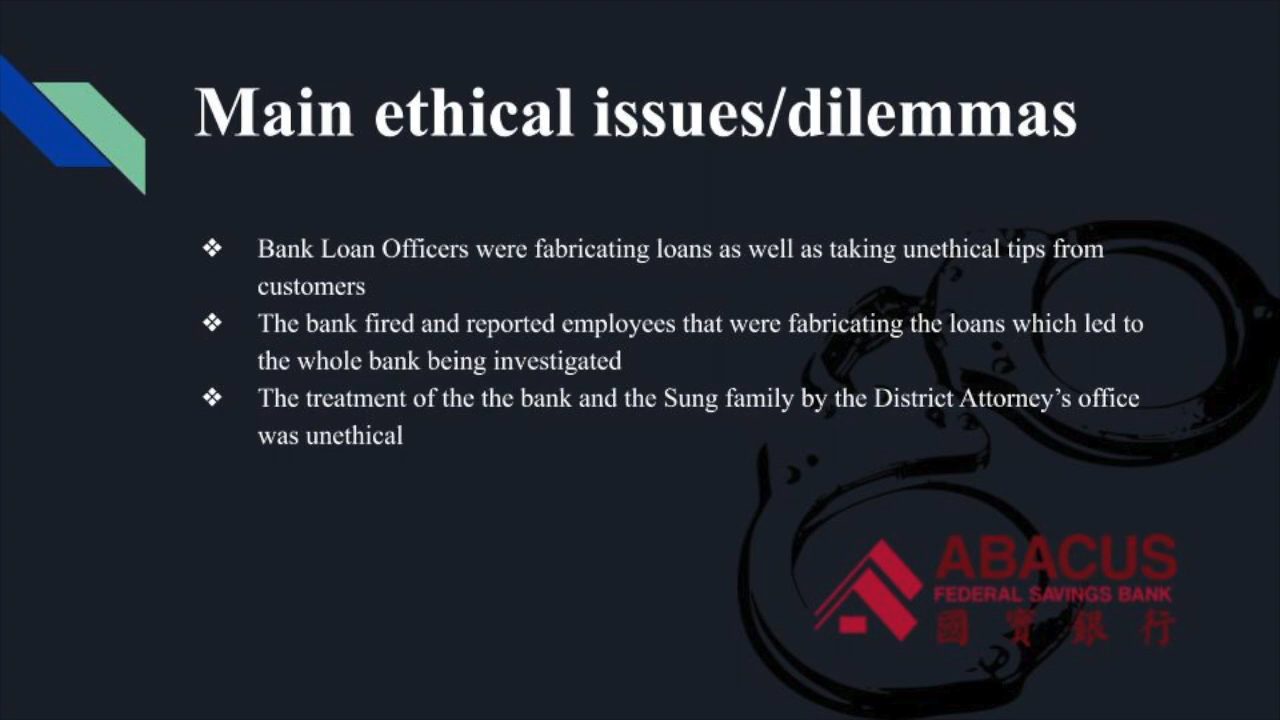 Main ethical issues/dilemmas
❖ Bank Loan Officers were fabricating loans as well as taking unethical tips from
customers
❖ The bank fired and reported employees that were fabricating the loans which led to
the whole bank being investigated
❖ The treatment of the the bank and the Sung family by the District Attorney’s office
was unethical
ABACUS
FEDERAL SAVINGS BANK
國寶銀行